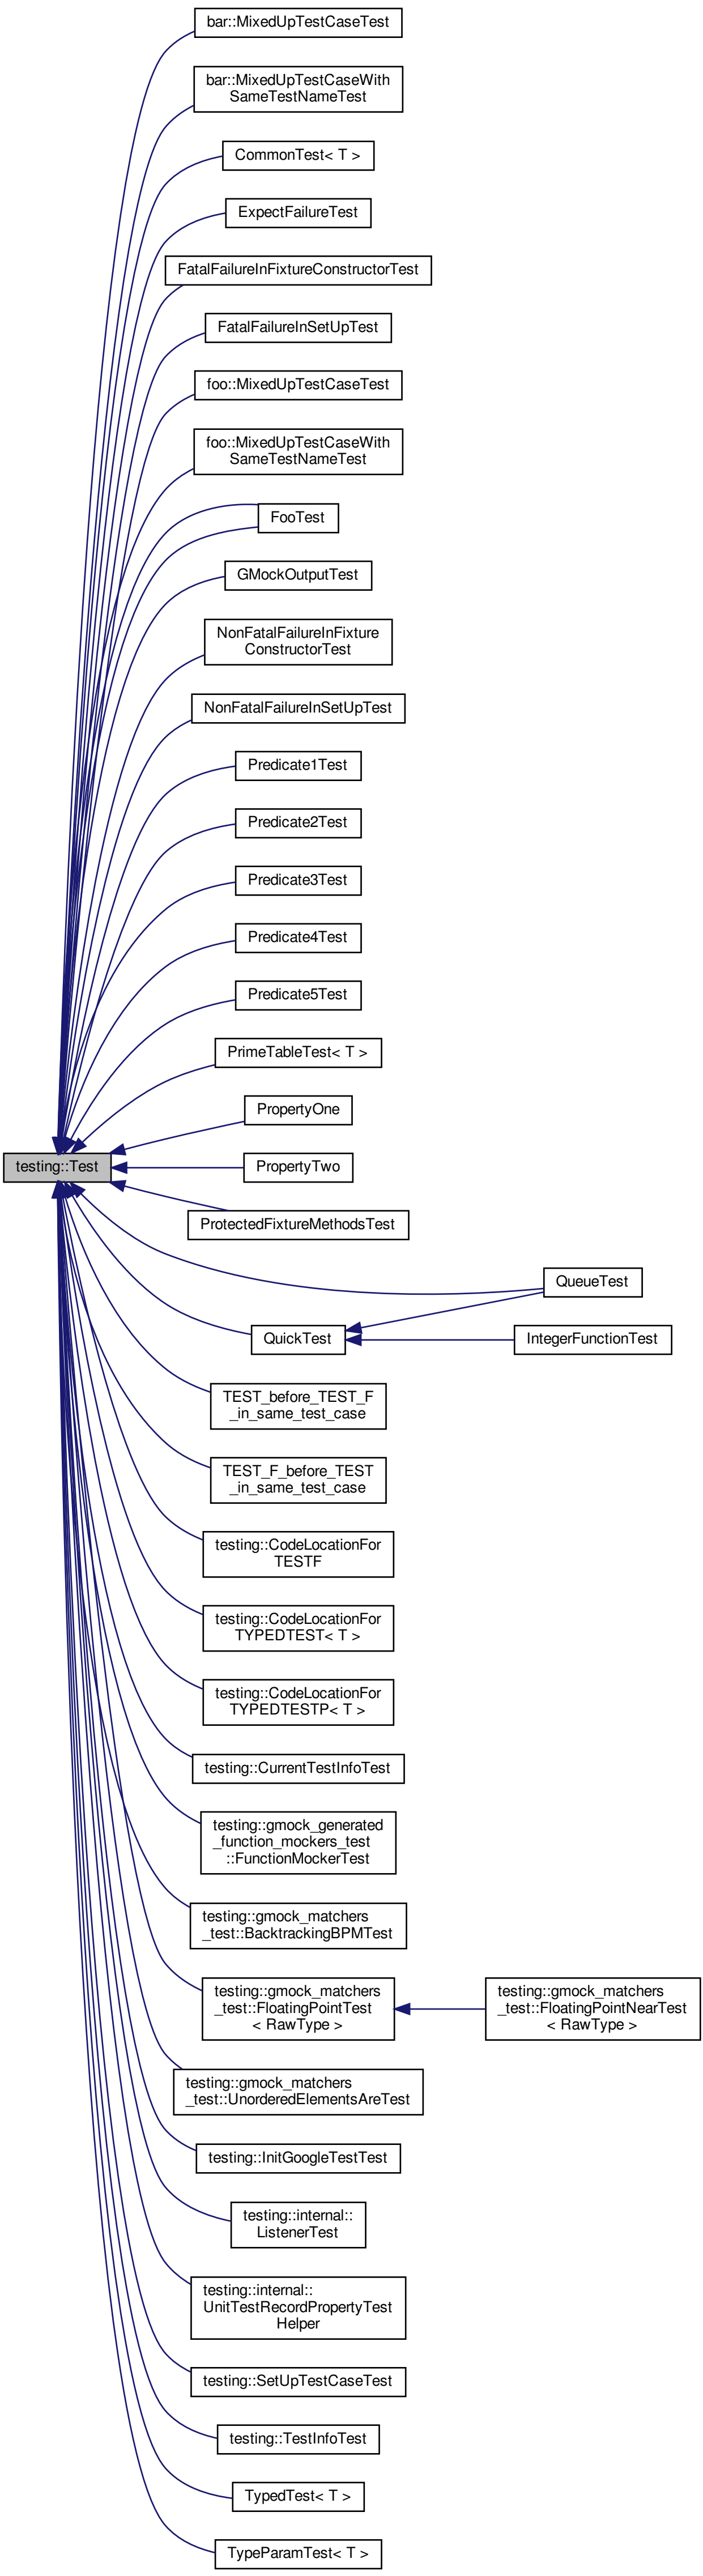 bar::MixedUpTestCaseTest
bar::MixedUpTestCaseWith
SameTestNameTest
CommonTest< T >
ExpectFailureTest
FatalFailureInFixtureConstructorTest
FatalFailureInSetUpTest
foo::MixedUpTestCaseTest
foo::MixedUpTestCaseWith
SameTestNameTest
FooTest
GMockOutputTest
NonFatalFailureInFixture
ConstructorTest
NonFatalFailureInSetUpTest
Predicate1Test
Predicate2Test
Predicate3Test
Predicate4Test
Predicate5Test
PrimeTableTest< T >
PropertyOne
testing::Test
PropertyTwo
ProtectedFixtureMethodsTest
QueueTest
QuickTest
IntegerFunctionTest
TEST_before_TEST_F
_in_same_test_case
TEST_F_before_TEST
_in_same_test_case
testing::CodeLocationFor
TESTF
testing::CodeLocationFor
TYPEDTEST< T >
testing::CodeLocationFor
TYPEDTESTP< T >
testing::CurrentTestInfoTest
testing::gmock_generated
_function_mockers_test
::FunctionMockerTest
testing::gmock_matchers
_test::BacktrackingBPMTest
testing::gmock_matchers
_test::FloatingPointTest
< RawType >
testing::gmock_matchers
_test::FloatingPointNearTest
< RawType >
testing::gmock_matchers
_test::UnorderedElementsAreTest
testing::InitGoogleTestTest
testing::internal::
ListenerTest
testing::internal::
UnitTestRecordPropertyTest
Helper
testing::SetUpTestCaseTest
testing::TestInfoTest
TypedTest< T >
TypeParamTest< T >